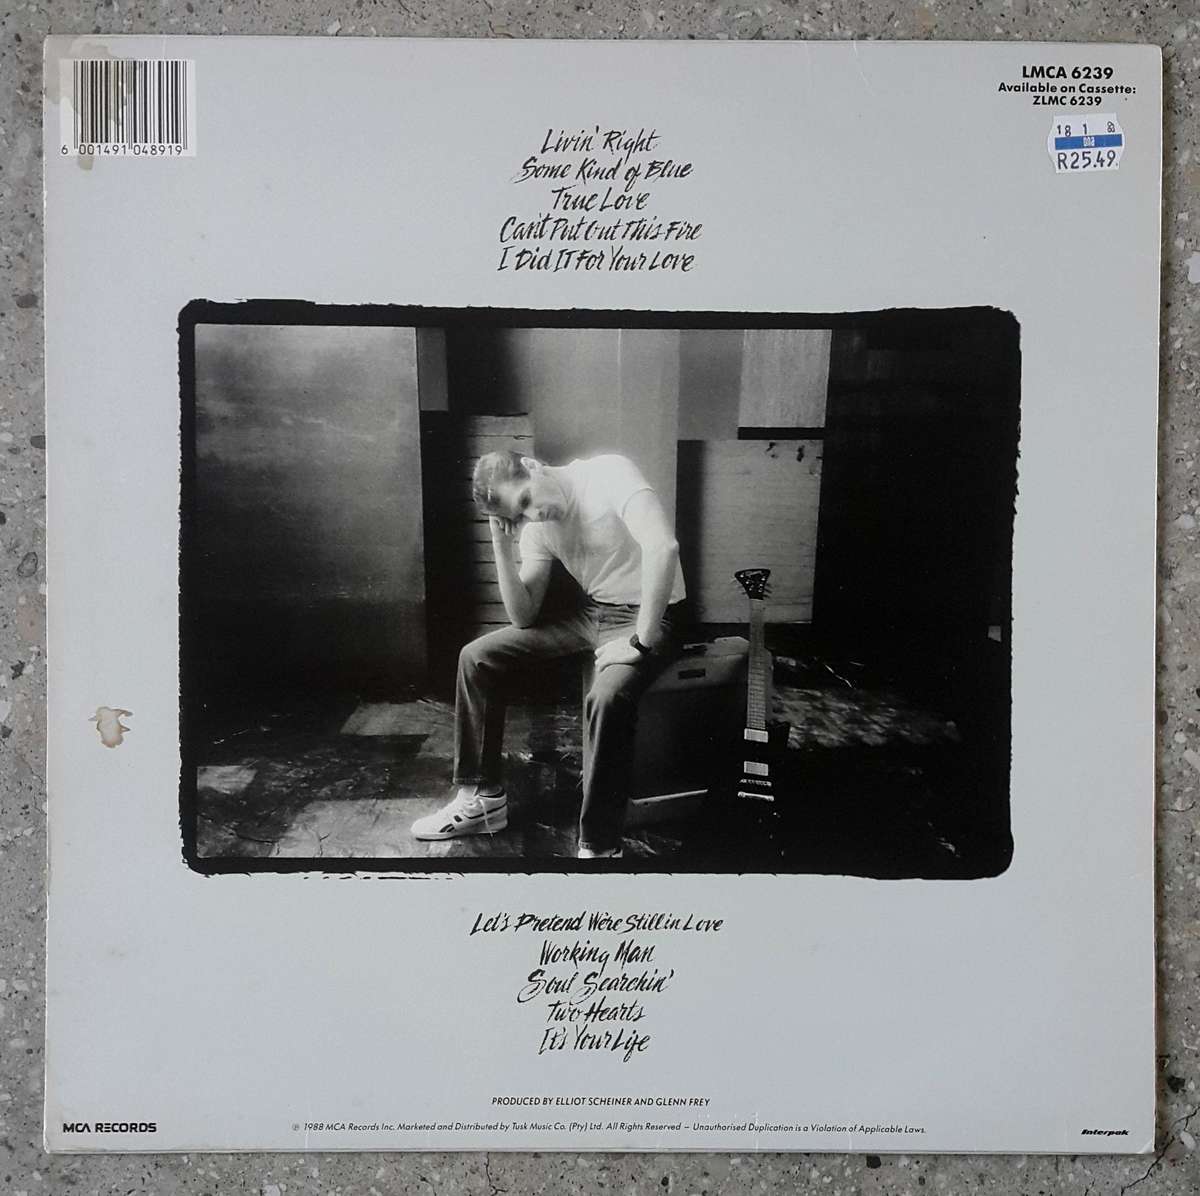 LMCA 6239
Available on Cassette:
ZLMC 6239
6 001491 048919
R25.49
Livin' Right
Some Kind of Blue
True Love
Can't Put Out This Fire
I Did It For Your Love
Let's Pretend We're Still in Love
Working Man
Soul Searchin'
Two Hearts
It's Your Life
PRODUCED BY ELLIOT SCHEINER AND GLENN FREY
MCA RECORDS
℗ 1988 MCA Records Inc. Marketed and Distributed by Tusk Music Co. (Pty) Ltd. All Rights Reserved – Unauthorised Duplication is a Violation of Applicable Laws.
Interpak